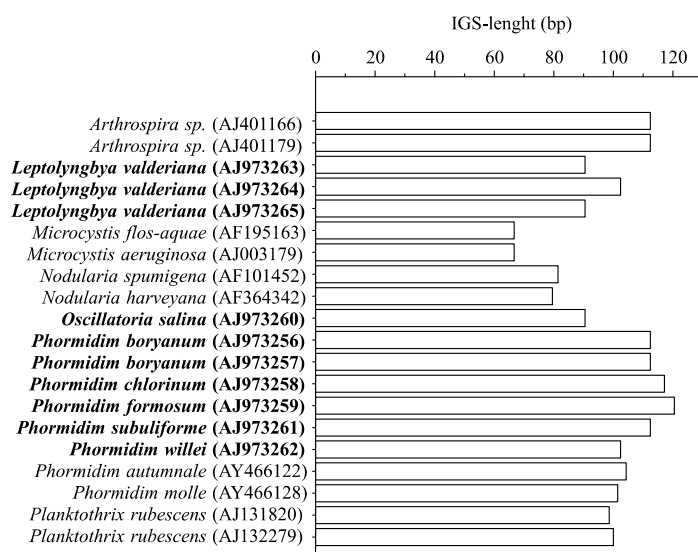 IGS-lenght (bp)
0 20 40 60 80 100 120
Arthrospira sp. (AJ401166)
Arthrospira sp. (AJ401179)
Leptolyngbya valderiana (AJ973263)
Leptolyngbya valderiana (AJ973264)
Leptolyngbya valderiana (AJ973265)
Microcystis flos-aquae (AF195163)
Microcystis aeruginosa (AJ003179)
Nodularia spumigena (AF101452)
Nodularia harveyana (AF364342)
Oscillatoria salina (AJ973260)
Phormidim boryanum (AJ973256)
Phormidim boryanum (AJ973257)
Phormidim chlorinum (AJ973258)
Phormidim formosum (AJ973259)
Phormidim subuliforme (AJ973261)
Phormidim willei (AJ973262)
Phormidim autumnale (AY466122)
Phormidim molle (AY466128)
Planktothrix rubescens (AJ131820)
Planktothrix rubescens (AJ132279)